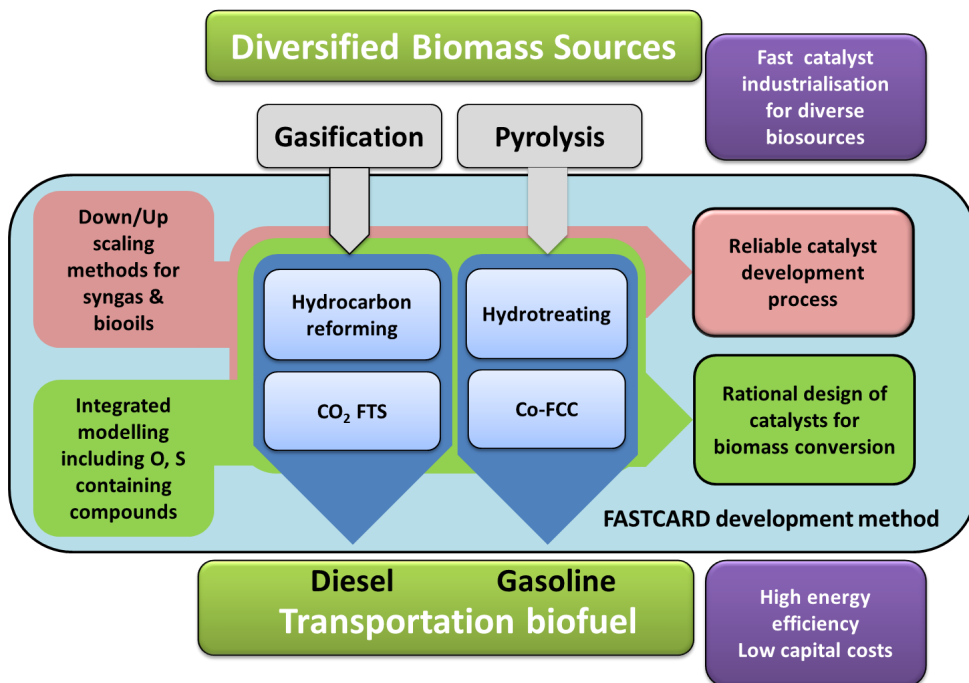 Diversified Biomass Sources
Fast catalyst
industrialisation
for diverse
biosources
Gasification
Pyrolysis
Down/Up
scaling
methods for
syngas &
biooils
Hydrocarbon
reforming
Hydrotreating
Reliable catalyst
development
process
Integrated
modelling
including O, S
containing
compounds
CO₂ FTS
Co-FCC
Rational design of
catalysts for
biomass conversion
FASTCARD development method
Diesel
Gasoline
Transportation biofuel
High energy
efficiency
Low capital costs